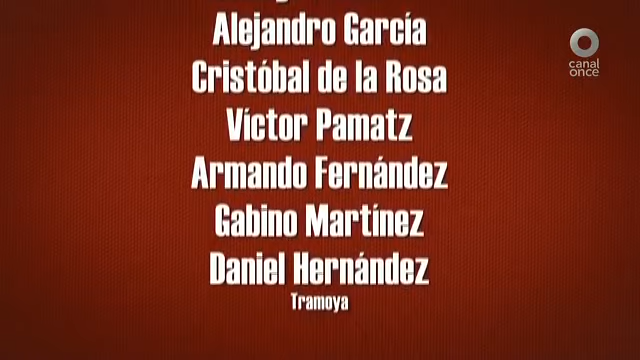 Alejandro García
Cristóbal de la Rosa
Víctor Pamatz
Armando Fernández
Gabino Martínez
Daniel Hernández
Tramoya
canal
once